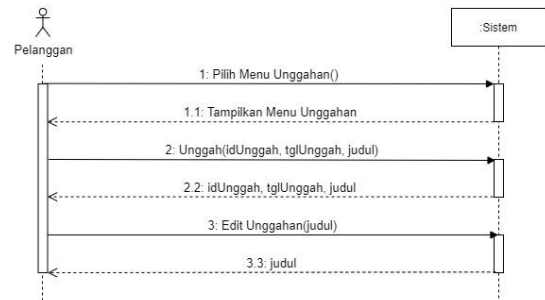 Pelanggan
:Sistem
1: Pilih Menu Unggahan()
1.1: Tampilkan Menu Unggahan
2: Unggah(idUnggah, tglUnggah, judul)
2.2: idUnggah, tglUnggah, judul
3: Edit Unggahan(judul)
3.3: judul